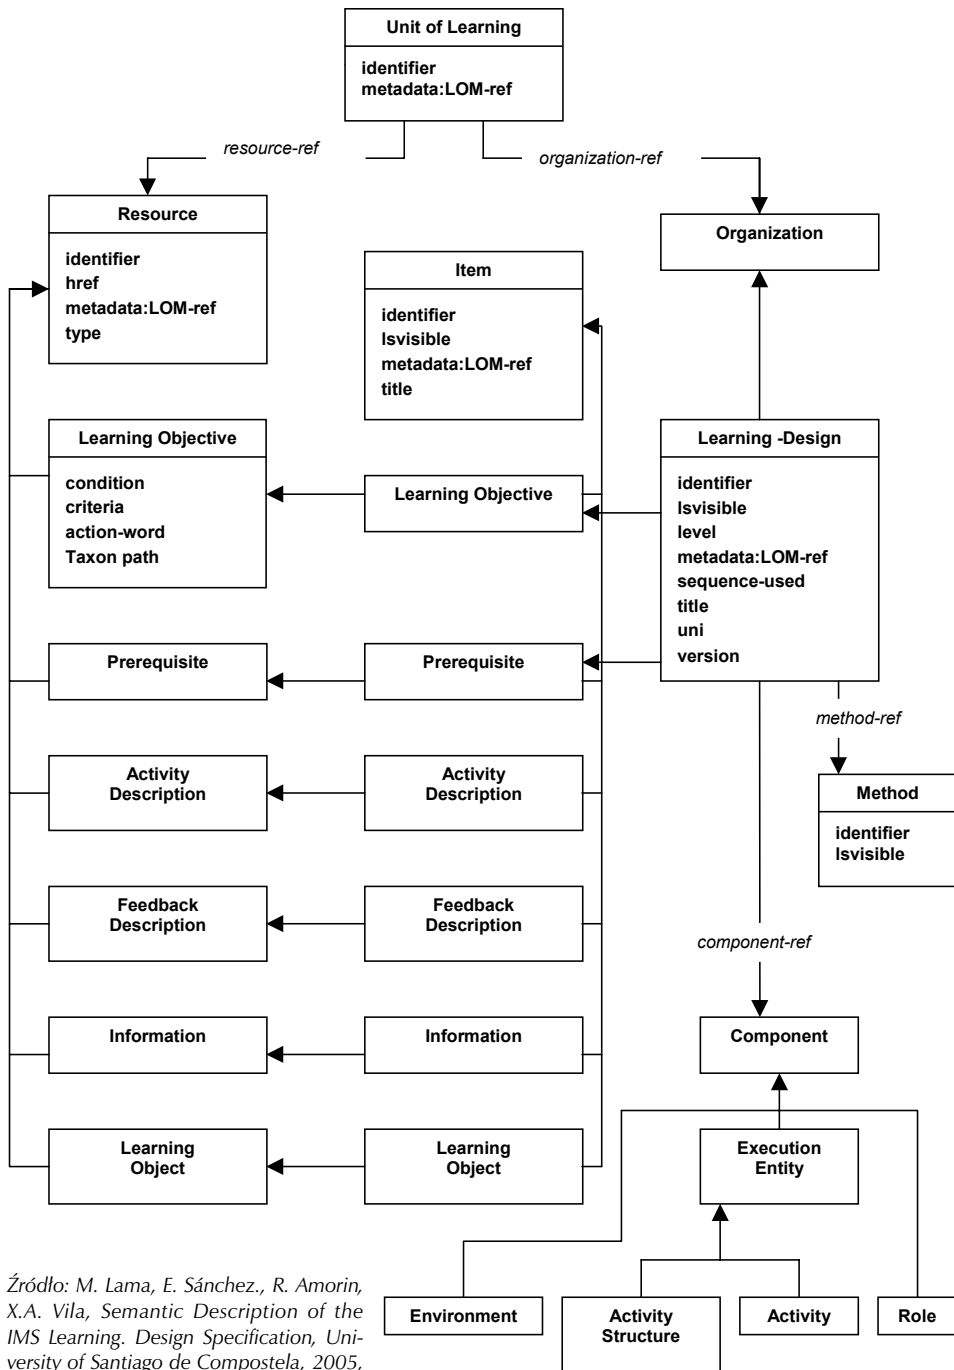 Unit of Learning
identifier
metadata:LOM-ref
resource-ref
organization-ref
Resource
identifier
href
metadata:LOM-ref
type
Item
identifier
Isvisible
metadata:LOM-ref
title
Organization
Learning Objective
condition
criteria
action-word
Taxon path
Learning Objective
Learning -Design
identifier
Isvisible
level
metadata:LOM-ref
sequence-used
title
uni
version
Prerequisite
Prerequisite
method-ref
Activity
Description
Activity
Description
Method
identifier
Isvisible
Feedback
Description
Feedback
Description
component-ref
Information
Information
Component
Learning
Object
Learning
Object
Execution
Entity
Environment
Activity
Structure
Activity
Role
Źródło: M. Lama, E. Sánchez., R. Amorin,
X.A. Vila, Semantic Description of the
IMS Learning. Design Specification, Uni-
versity of Santiago de Compostela, 2005,